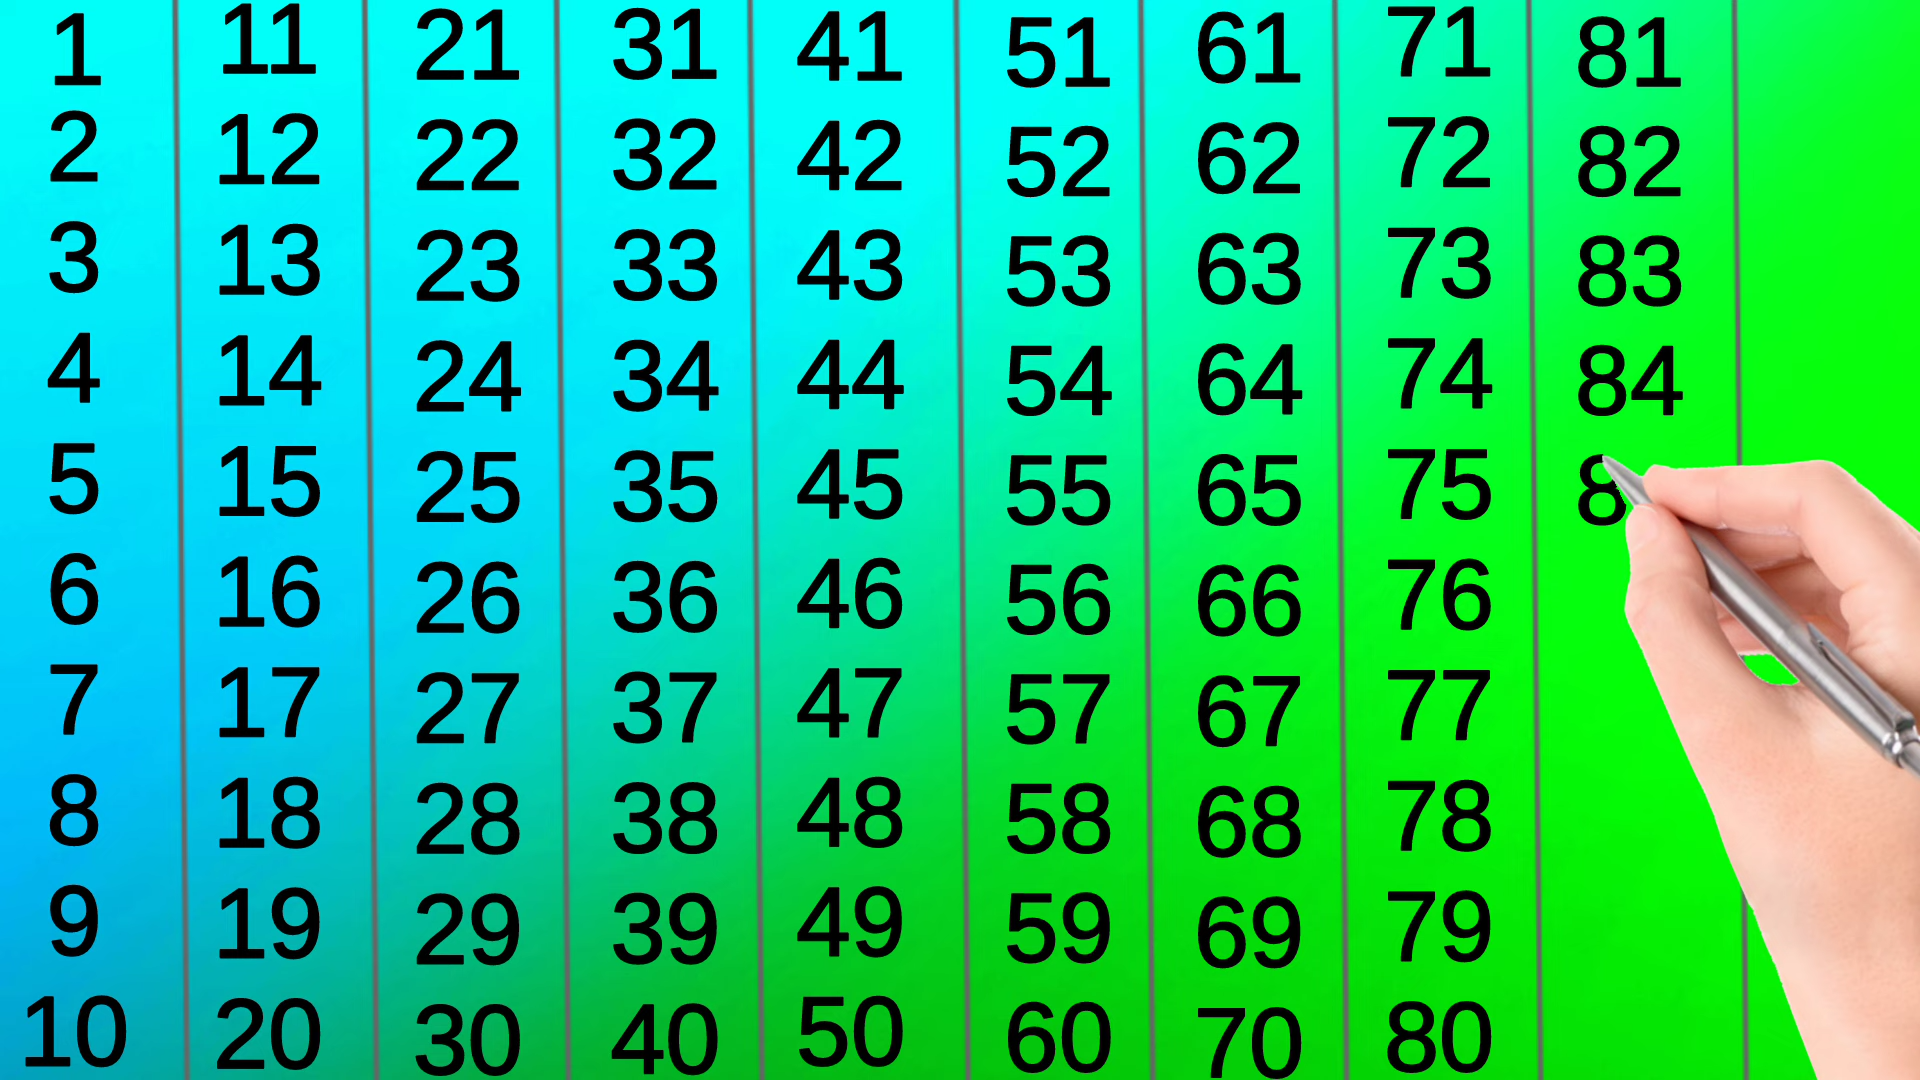 1 11 21 31 41 51 61 71 81
2 12 22 32 42 52 62 72 82
3 13 23 33 43 53 63 73 83
4 14 24 34 44 54 64 74 84
5 15 25 35 45 55 65 75 8
6 16 26 36 46 56 66 76
7 17 27 37 47 57 67 77
8 18 28 38 48 58 68 78
9 19 29 39 49 59 69 79
10 20 30 40 50 60 70 80